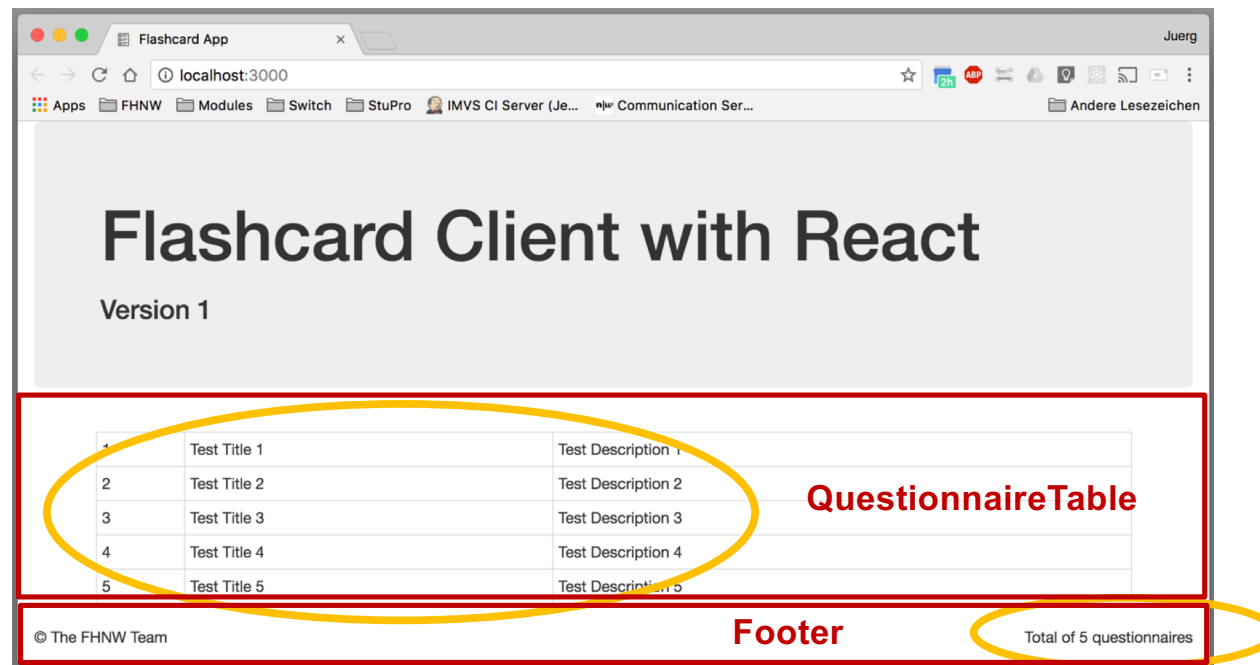 Flashcard App
Juerg
localhost:3000
2h
ABP
Apps FHNW Modules Switch StuPro IMVS CI Server (Je... n|w Communication Ser... Andere Lesezeichen
Flashcard Client with React
Version 1
1 Test Title 1 Test Description 1
2 Test Title 2 Test Description 2
3 Test Title 3 Test Description 3
4 Test Title 4 Test Description 4
5 Test Title 5 Test Description 5
QuestionnaireTable
© The FHNW Team Footer Total of 5 questionnaires